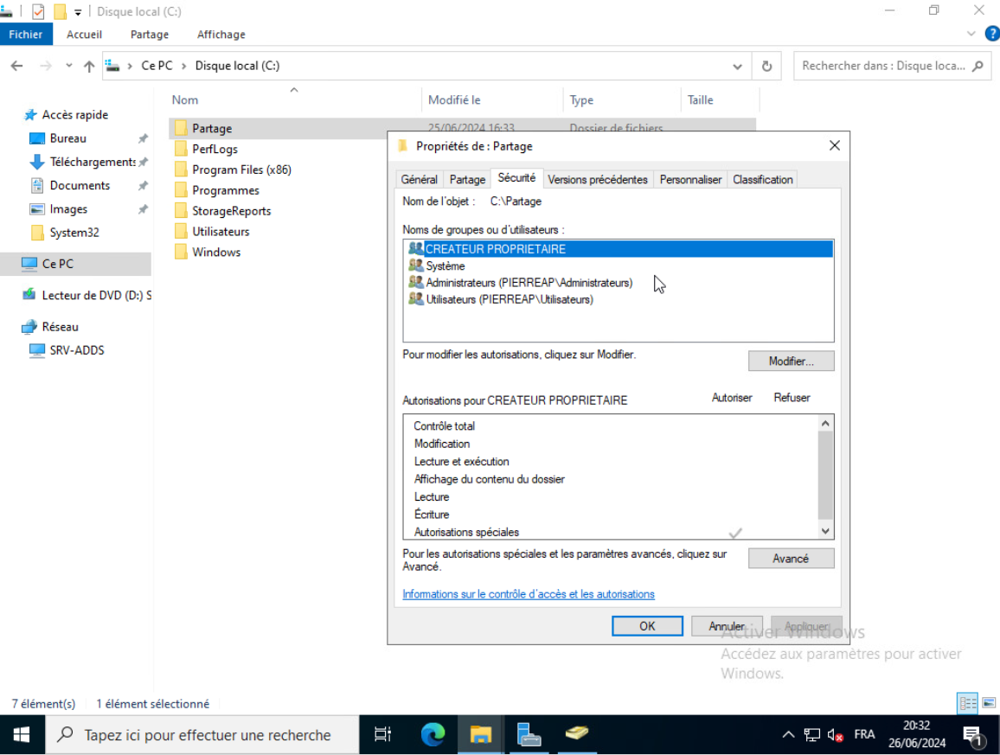 Disque local (C:)
Fichier Accueil Partage Affichage
Ce PC > Disque local (C:) Rechercher dans : Disque loca...
Nom Modifié le Type Taille
Accès rapide
Bureau
Téléchargements
Documents
Images
System32
Ce PC
Lecteur de DVD (D:) S
Réseau
SRV-ADDS
Partage 25/06/2024 16:33 Dossier de fichiers
PerfLogs
Program Files (x86)
Programmes
StorageReports
Utilisateurs
Windows
Propriétés de : Partage
Général Partage Sécurité Versions précédentes Personnaliser Classification
Nom de l'objet : C:\Partage
Noms de groupes ou d'utilisateurs :
CREATEUR PROPRIETAIRE
Système
Administrateurs (PIERREAP\Administrateurs)
Utilisateurs (PIERREAP\Utilisateurs)
Pour modifier les autorisations, cliquez sur Modifier.
Modifier...
Autorisations pour CREATEUR PROPRIETAIRE Autoriser Refuser
Contrôle total
Modification
Lecture et exécution
Affichage du contenu du dossier
Lecture
Écriture
Autorisations spéciales
Pour les autorisations spéciales et les paramètres avancés, cliquez sur
Avancé.
Avancé
Informations sur le contrôle d'accès et les autorisations
OK Annuler Appliquer
Activer Windows
Accédez aux paramètres pour activer
Windows.
7 élément(s) 1 élément sélectionné
Tapez ici pour effectuer une recherche
FRA
20:32
26/06/2024
1